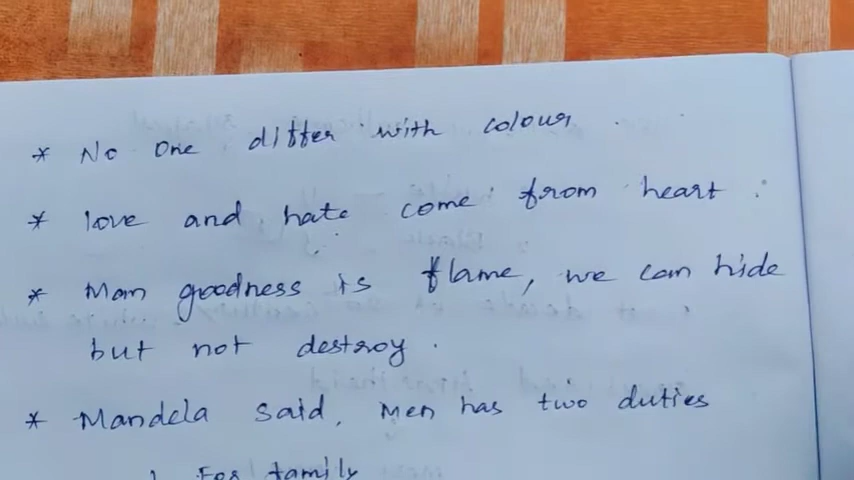 * No one differ with colour.
* love and hate come from heart.
* Man goodness is flame, we can hide
but not destroy.
* Mandela said, Men has two duties
1. For family